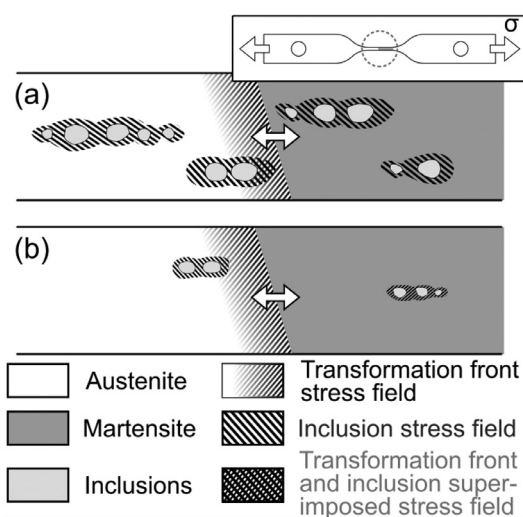 σ
(a)
(b)
Austenite
Transformation front
stress field
Martensite
Inclusion stress field
Inclusions
Transformation front
and inclusion super-
imposed stress field